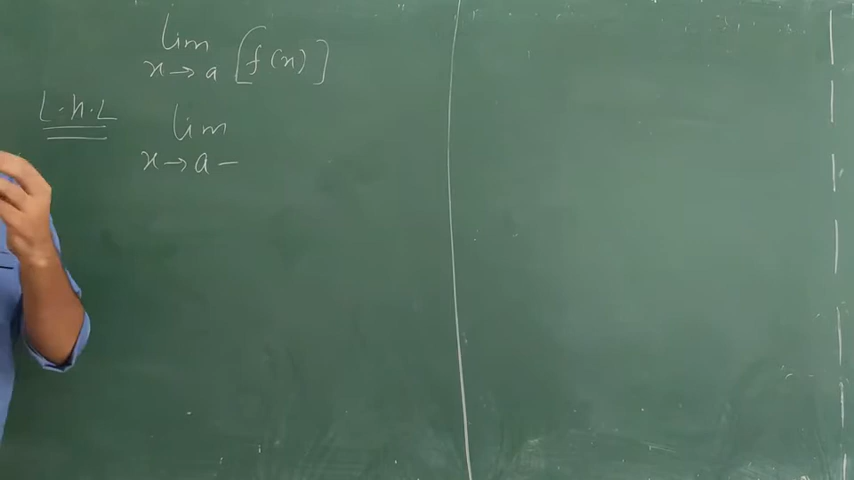 lim
x → a [f(x)]
L.H.L lim
x → a –